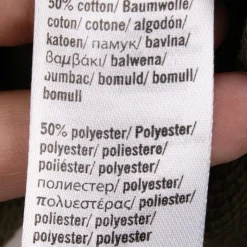 50% cotton/ Baumwolle/
coton/ cotone/ algodón/
katoen/ памук/ bavlna/
βαμβάκι/ balwena/
bumbac/ bomuld/ bomull/
bomull
50% polyester/ Polyester/
polyester/ poliestere/
poliéster/ polyester/
полиестер/ polyester/
πολυεστέρας/ poliester/
poliester/ polyester/
polyester/ polyester